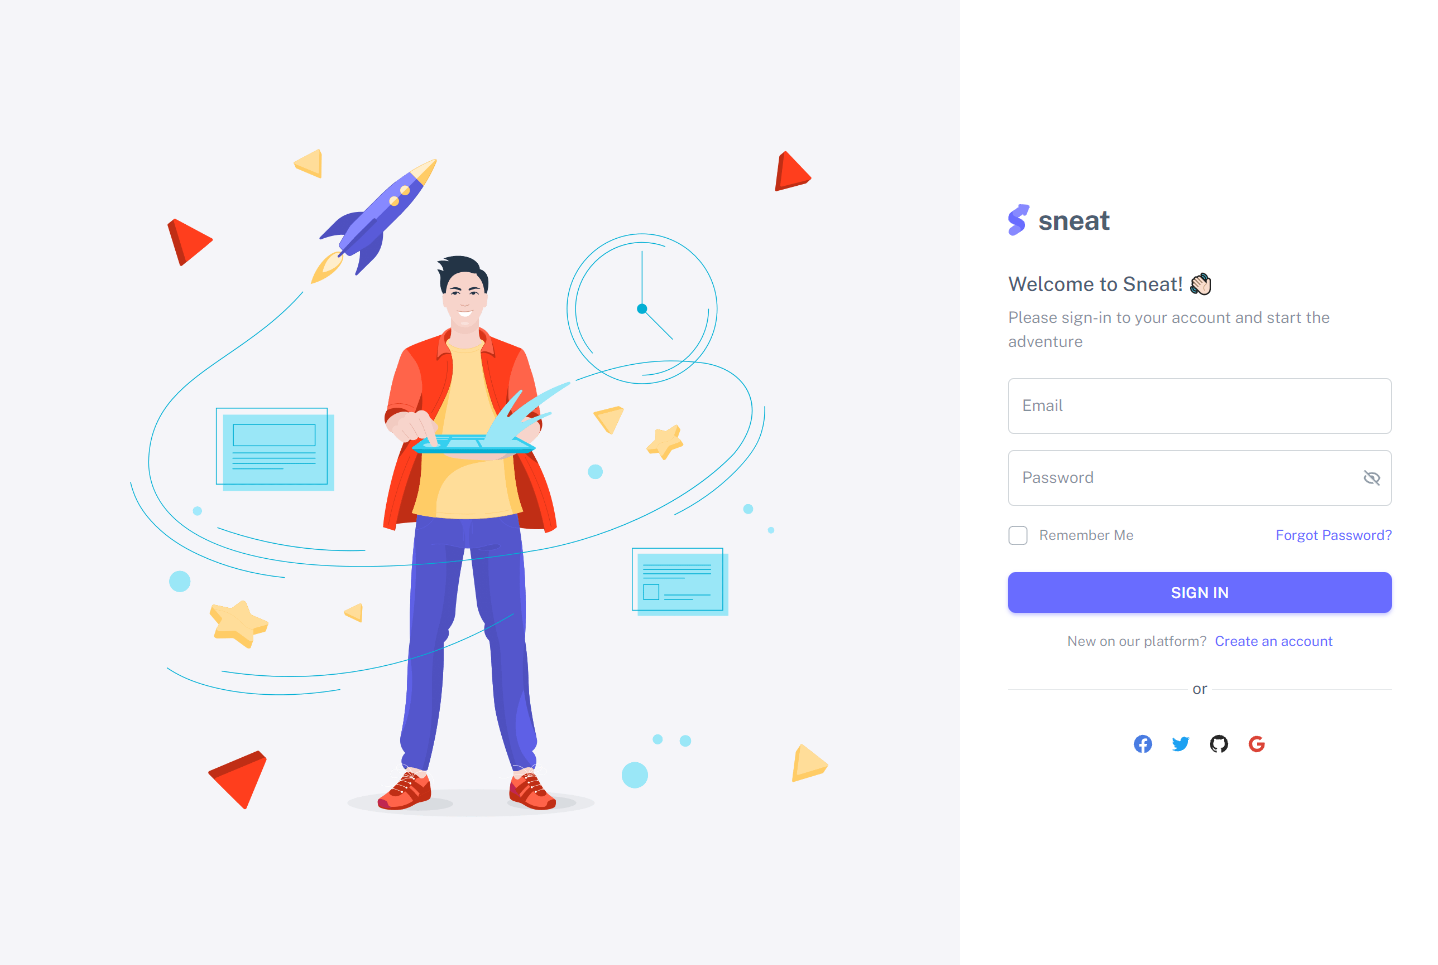 sneat
Welcome to Sneat! 👋🏻
Please sign-in to your account and start the
adventure
Email
Password
Remember Me
Forgot Password?
SIGN IN
New on our platform? Create an account
or